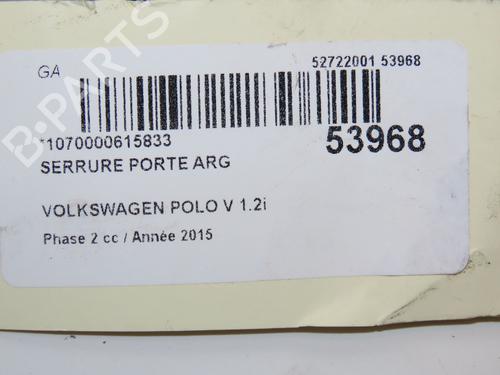 GA
52722001 53968
*1070000615833
53968
SERRURE PORTE ARG
VOLKSWAGEN POLO V 1.2i
Phase 2 cc / Année 2015
B-PARTS